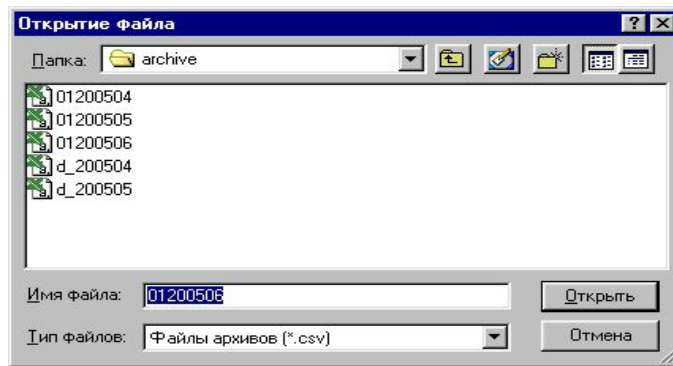 Открытие файла
Папка: archive
01200504
01200505
01200506
d_200504
d_200505
Имя файла: 01200506 Открыть
Тип файлов: Файлы архивов (*.csv) Отмена